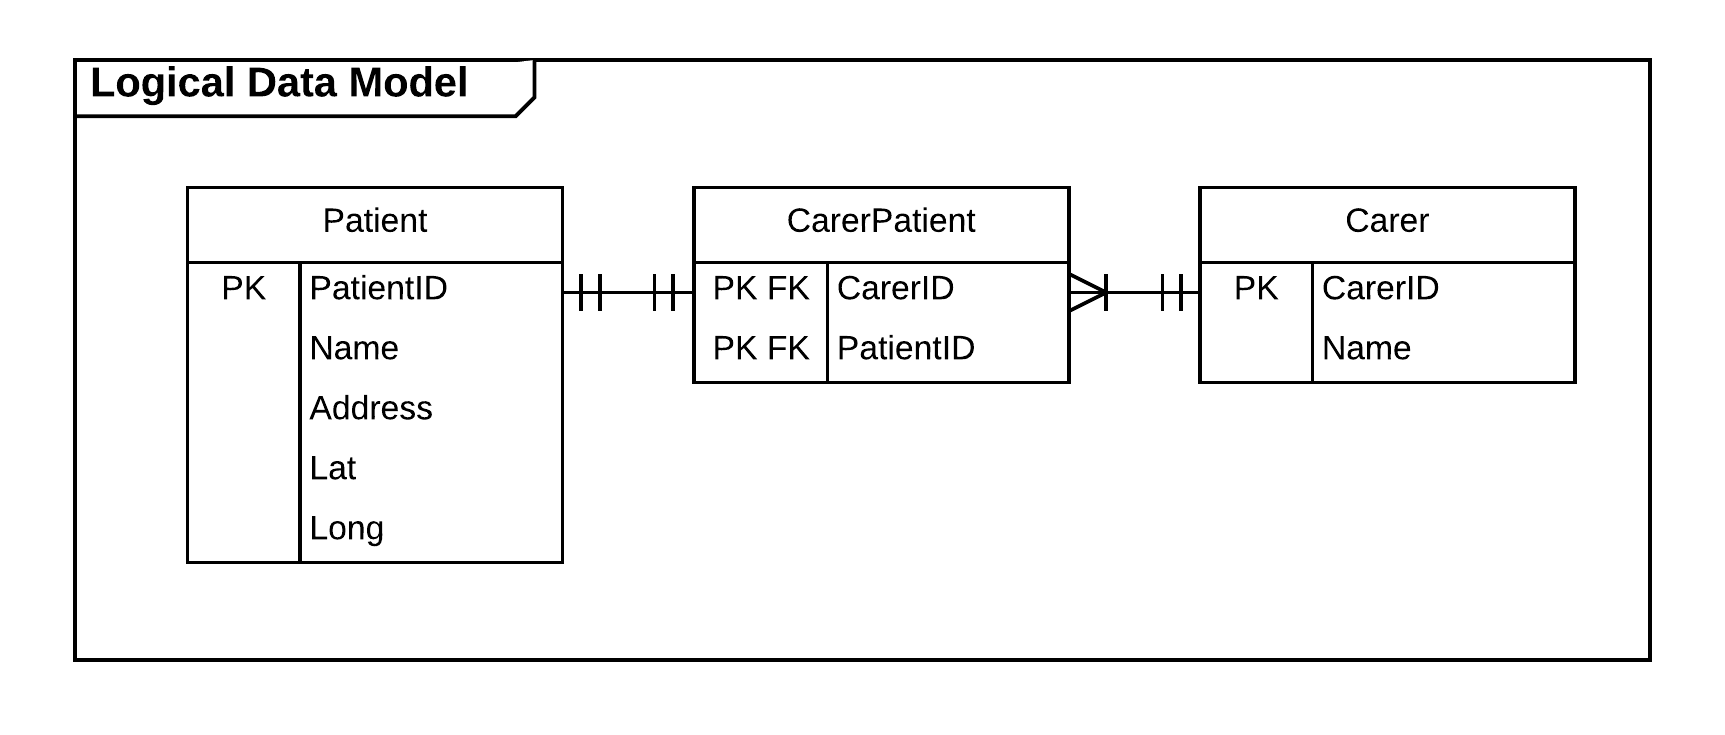 Logical Data Model
Patient
PK PatientID
Name
Address
Lat
Long
CarerPatient
PK FK CarerID
PK FK PatientID
Carer
PK CarerID
Name